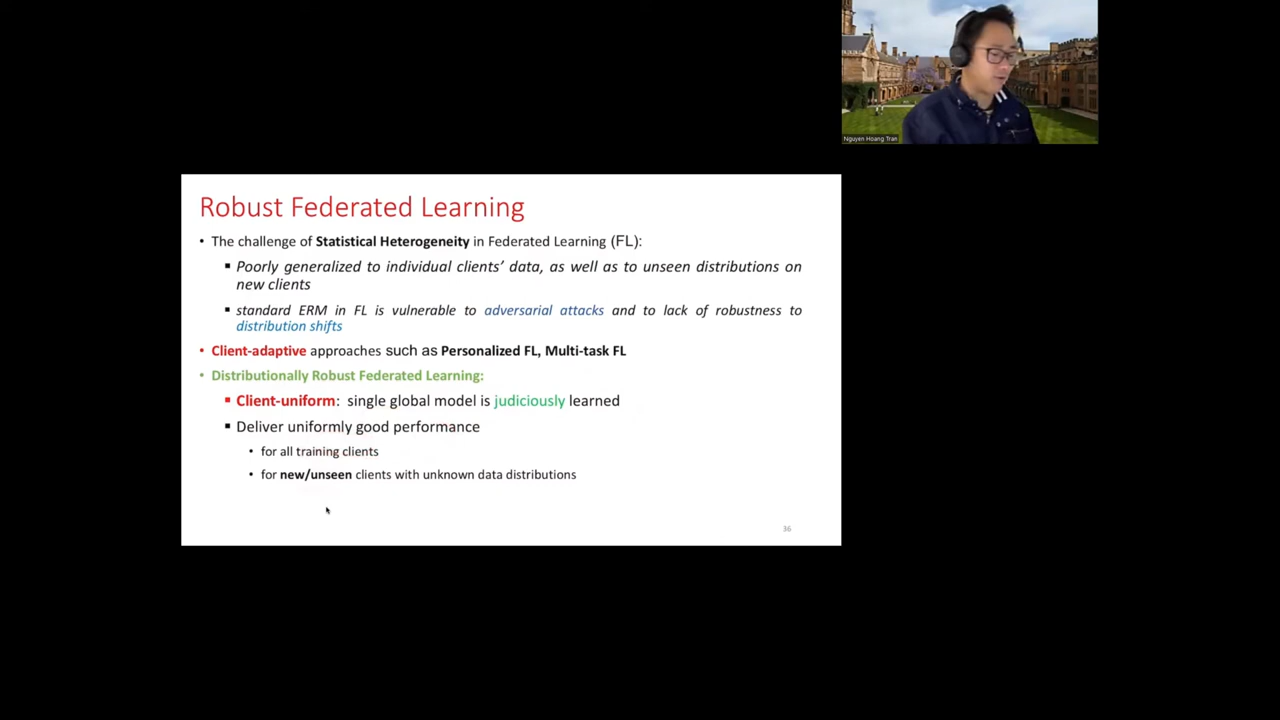 Nguyen Hoang Tran
Robust Federated Learning
• The challenge of Statistical Heterogeneity in Federated Learning (FL):
▪ Poorly generalized to individual clients' data, as well as to unseen distributions on
new clients
▪ standard ERM in FL is vulnerable to adversarial attacks and to lack of robustness to
distribution shifts
• Client-adaptive approaches such as Personalized FL, Multi-task FL
• Distributionally Robust Federated Learning:
▪ Client-uniform: single global model is judiciously learned
▪ Deliver uniformly good performance
• for all training clients
• for new/unseen clients with unknown data distributions
36